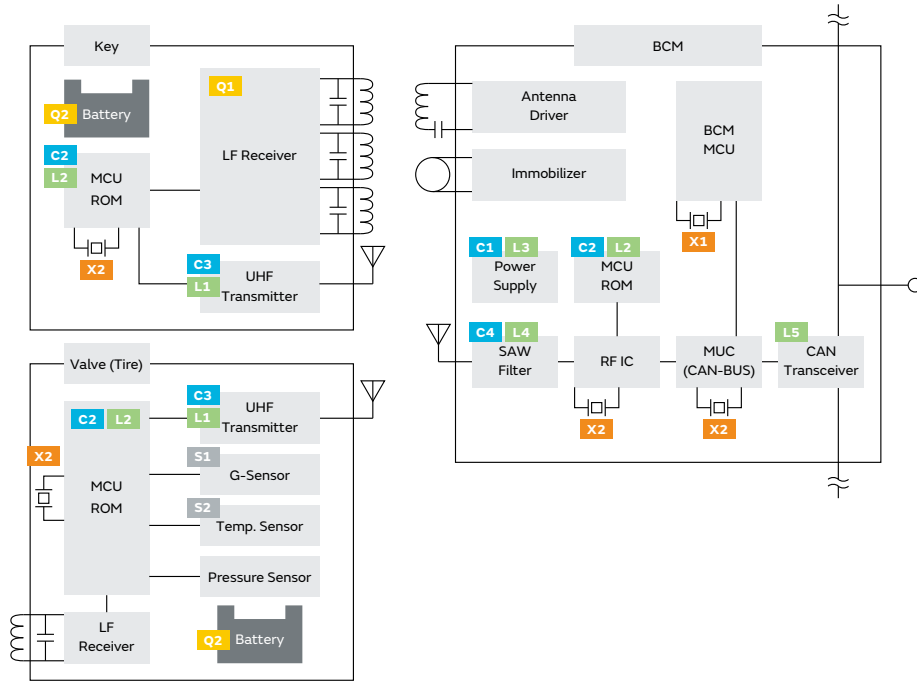 Key
Q1
Q2
Battery
LF Receiver
C2
L2
MCU
ROM
X2
C3
L1
UHF
Transmitter
BCM
Antenna
Driver
BCM
MCU
Immobilizer
X1
C1 L3
Power
Supply
C2 L2
MCU
ROM
C4 L4
SAW
Filter
RF IC
X2
MUC
(CAN-BUS)
X2
L5
CAN
Transceiver
Valve (Tire)
C2 L2
X2
MCU
ROM
C3
L1
UHF
Transmitter
S1
G-Sensor
S2
Temp. Sensor
Pressure Sensor
LF
Receiver
Q2
Battery